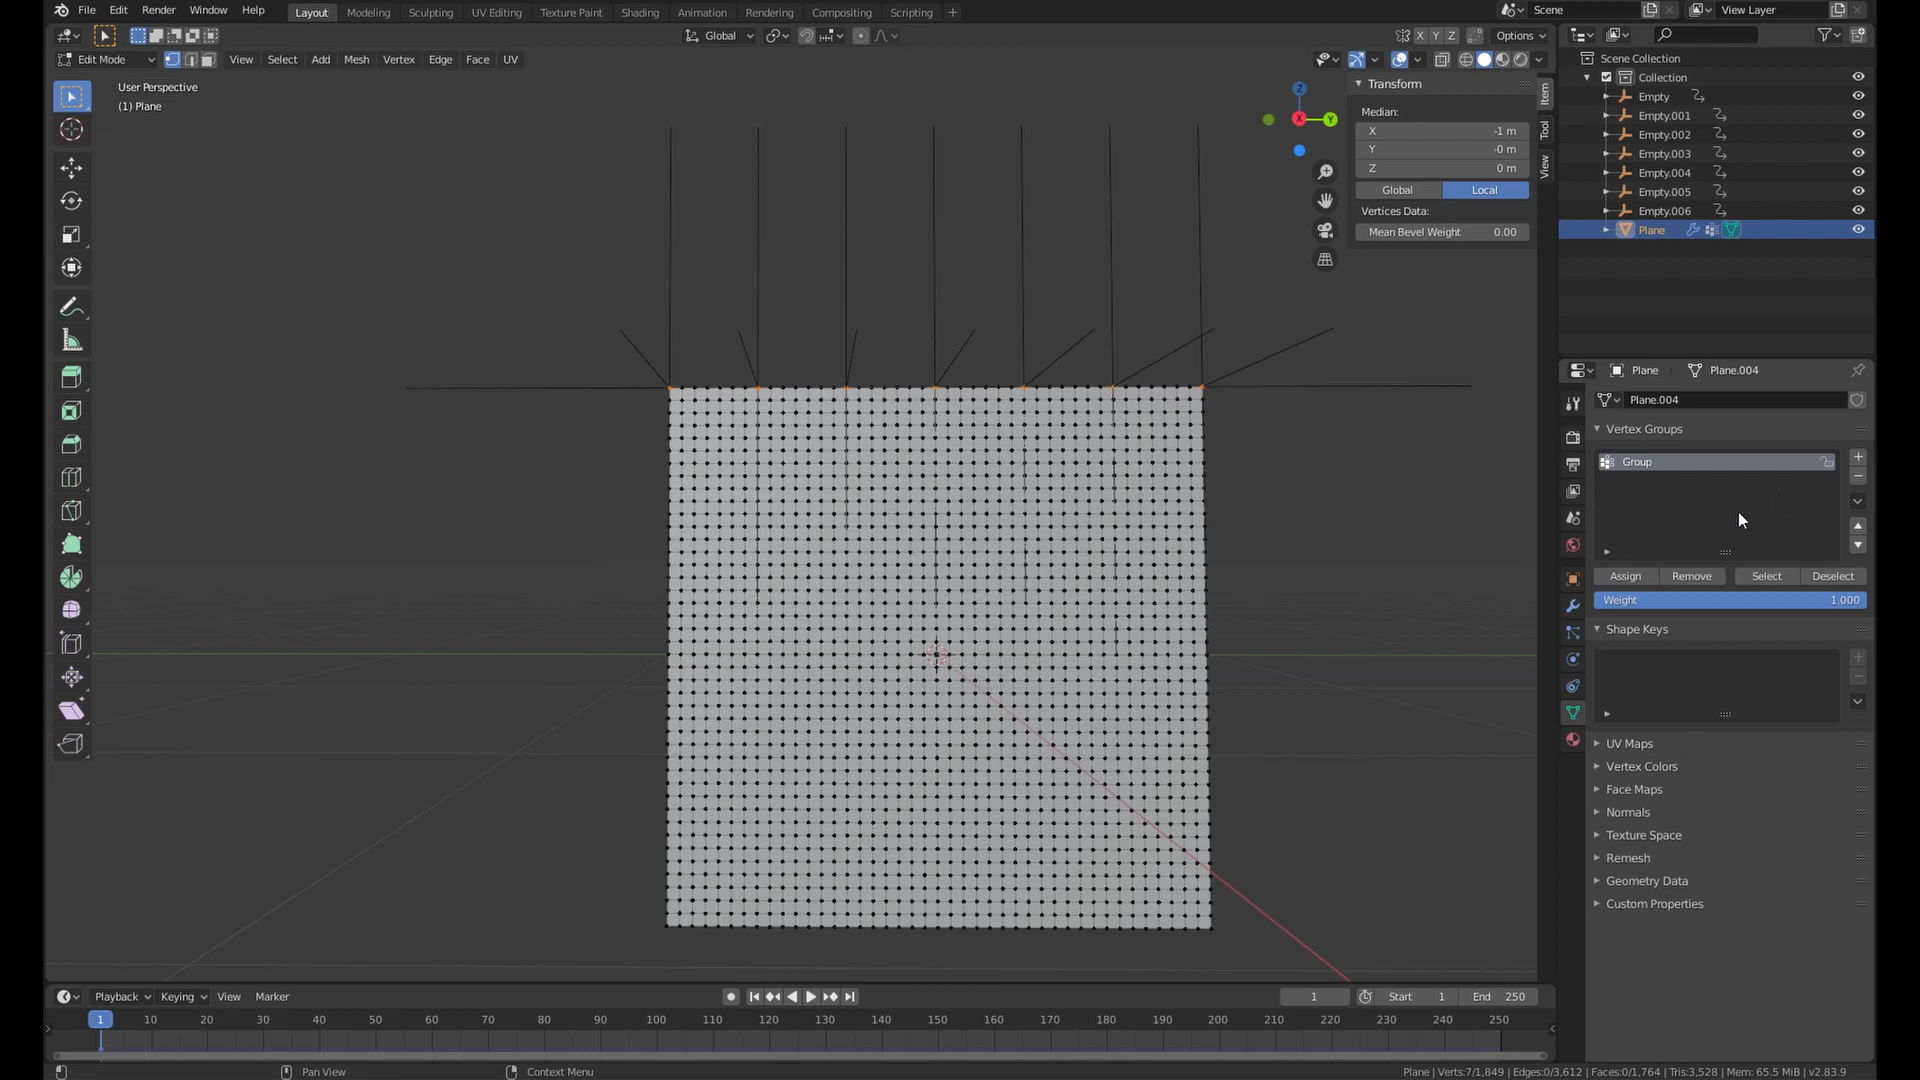 File Edit Render Window Help Layout Modeling Sculpting UV Editing Texture Paint Shading Animation Rendering Compositing Scripting + Scene View Layer
Global X Y Z Options
Edit Mode View Select Add Mesh Vertex Edge Face UV
User Perspective
(1) Plane
Z
X
Y
Transform
Median:
X -1 m
Y -0 m
Z 0 m
Global Local
Vertices Data:
Mean Bevel Weight 0.00
Item
Tool
View
Scene Collection
Collection
Empty
Empty.001
Empty.002
Empty.003
Empty.004
Empty.005
Empty.006
Plane
Plane Plane.004
Plane.004
Vertex Groups
Group
Assign Remove Select Deselect
Weight 1.000
Shape Keys
UV Maps
Vertex Colors
Face Maps
Normals
Texture Space
Remesh
Geometry Data
Custom Properties
Playback Keying View Marker 1 Start 1 End 250
1 10 20 30 40 50 60 70 80 90 100 110 120 130 140 150 160 170 180 190 200 210 220 230 240 250
Pan View Context Menu Plane | Verts:7/1,849 | Edges:0/3,612 | Faces:0/1,764 | Tris:3,528 | Mem: 65.5 MiB | v2.83.9